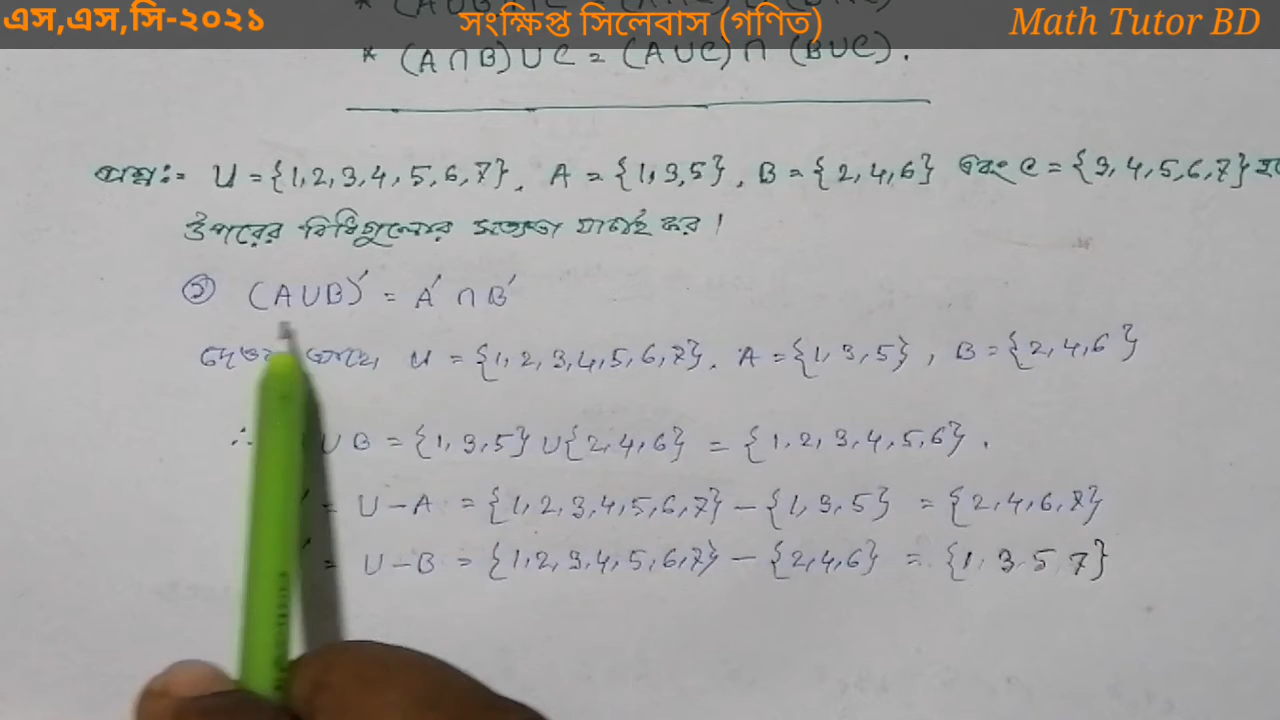 এস,এস,সি-২০২১ সংক্ষিপ্ত সিলেবাস (গণিত) Math Tutor BD
* (A∩B)∪C = (A∪C)∩ (B∪C).
প্রশ্ন:- U = {1,2,3,4,5,6,7}, A = {1,3,5}, B = {2,4,6} এবং C = {3,4,5,6,7}
উপরের বিধিগুলোর সত্যতা যাচাই কর।
(A∪B)′ = A′ ∩ B′
আছে, U = {1,2,3,4,5,6,7}, A = {1,3,5}, B = {2,4,6}
∴ ∪B = {1,3,5} ∪{2,4,6} = {1,2,3,4,5,6}.
′ = U-A = {1,2,3,4,5,6,7} - {1,3,5} = {2,4,6,7}
′ = U-B = {1,2,3,4,5,6,7} - {2,4,6} = {1,3,5,7}